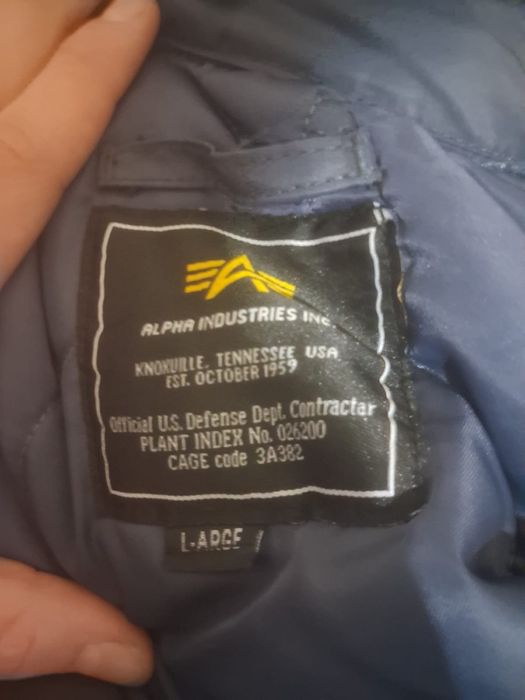 ALPHA INDUSTRIES INC
KNOXVILLE, TENNESSEE USA
EST. OCTOBER 1959
Official U.S. Defense Dept. Contractor
PLANT INDEX No. 026200
CAGE code 3A382
L-ARGE